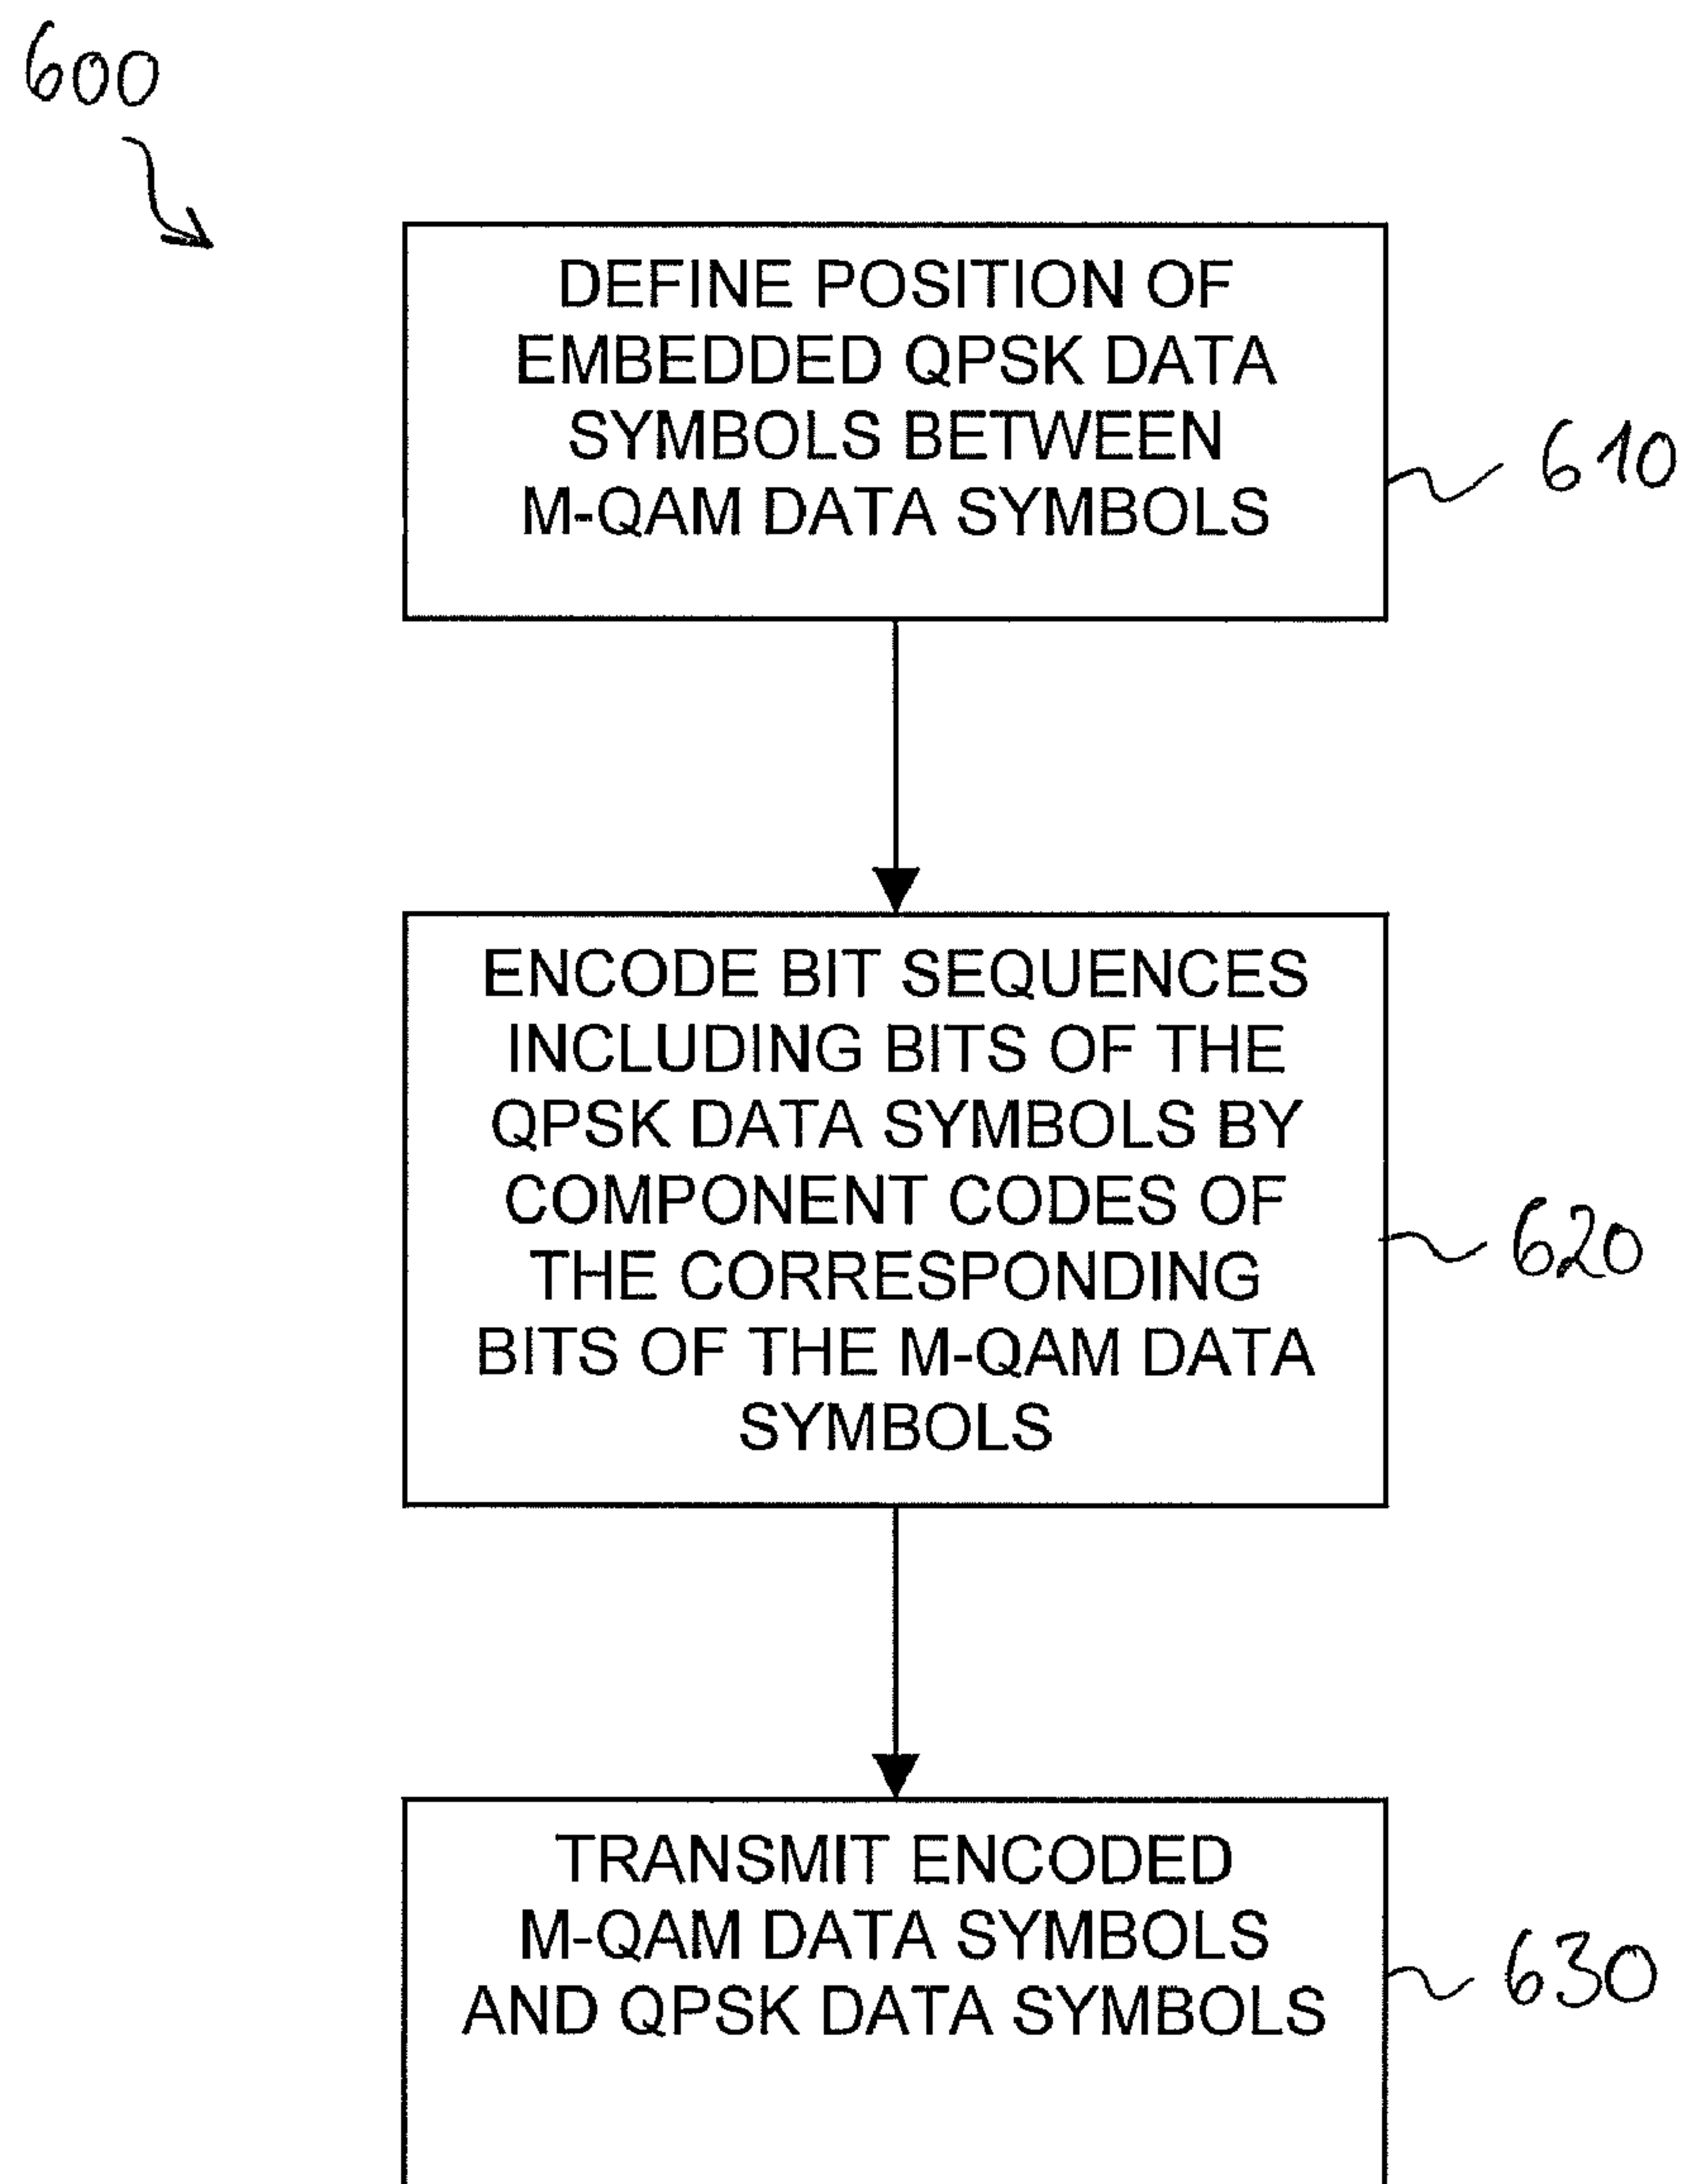 600
DEFINE POSITION OF
EMBEDDED QPSK DATA
SYMBOLS BETWEEN
M-QAM DATA SYMBOLS
610
ENCODE BIT SEQUENCES
INCLUDING BITS OF THE
QPSK DATA SYMBOLS BY
COMPONENT CODES OF
THE CORRESPONDING
BITS OF THE M-QAM DATA
SYMBOLS
620
TRANSMIT ENCODED
M-QAM DATA SYMBOLS
AND QPSK DATA SYMBOLS
630